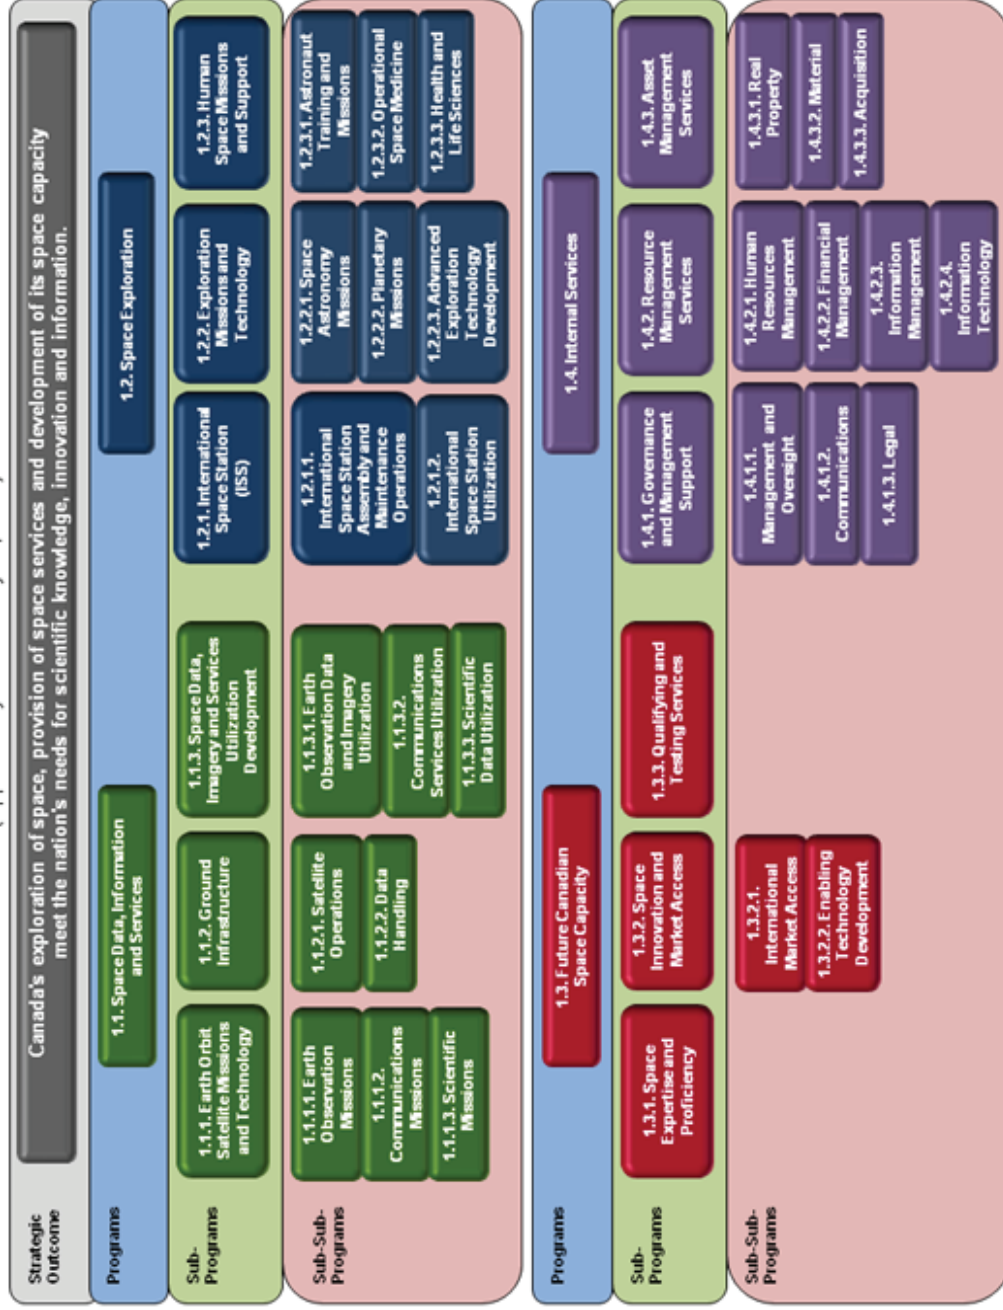 Strategic
Outcome
Canada's exploration of space, provision of space services and development of its space capacity
meet the nation's needs for scientific knowledge, innovation and information.
Programs
1.1. Space Data, Information
and Services
1.2. Space Exploration
Sub-
Programs
1.1.1. Earth Orbit
Satellite Missions
and Technology
1.1.2. Ground
Infrastructure
1.1.3. Space Data,
Imagery and Services
Utilization
Development
1.2.1. International
Space Station
(ISS)
1.2.2. Exploration
Missions and
Technology
1.2.3. Human
Space Missions
and Support
Sub-Sub-
Programs
1.1.1.1. Earth
Observation
Missions
1.1.1.2.
Communications
Missions
1.1.1.3. Scientific
Missions
1.1.2.1. Satellite
Operations
1.1.2.2. Data
Handling
1.1.3.1. Earth
Observation Data
and Imagery
Utilization
1.1.3.2.
Communications
Services Utilization
1.1.3.3. Scientific
Data Utilization
1.2.1.1.
International
Space Station
Assembly and
Maintenance
Operations
1.2.1.2.
International
Space Station
Utilization
1.2.2.1. Space
Astronomy
Missions
1.2.2.2. Planetary
Missions
1.2.2.3. Advanced
Exploration
Technology
Development
1.2.3.1. Astronaut
Training and
Missions
1.2.3.2. Operational
Space Medicine
1.2.3.3. Health and
Life Sciences
Programs
1.3. Future Canadian
Space Capacity
1.4. Internal Services
Sub-
Programs
1.3.1. Space
Expertise and
Proficiency
1.3.2. Space
Innovation and
Market Access
1.3.3. Qualifying and
Testing Services
1.4.1. Governance
and Management
Support
1.4.2. Resource
Management
Services
1.4.3. Asset
Management
Services
Sub-Sub-
Programs
1.3.2.1.
International
Market Access
1.3.2.2. Enabling
Technology
Development
1.4.1.1.
Management and
Oversight
1.4.1.2.
Communications
1.4.1.3. Legal
1.4.2.1. Human
Resources
Management
1.4.2.2. Financial
Management
1.4.2.3.
Information
Management
1.4.2.4.
Information
Technology
1.4.3.1. Real
Property
1.4.3.2. Material
1.4.3.3. Acquisition